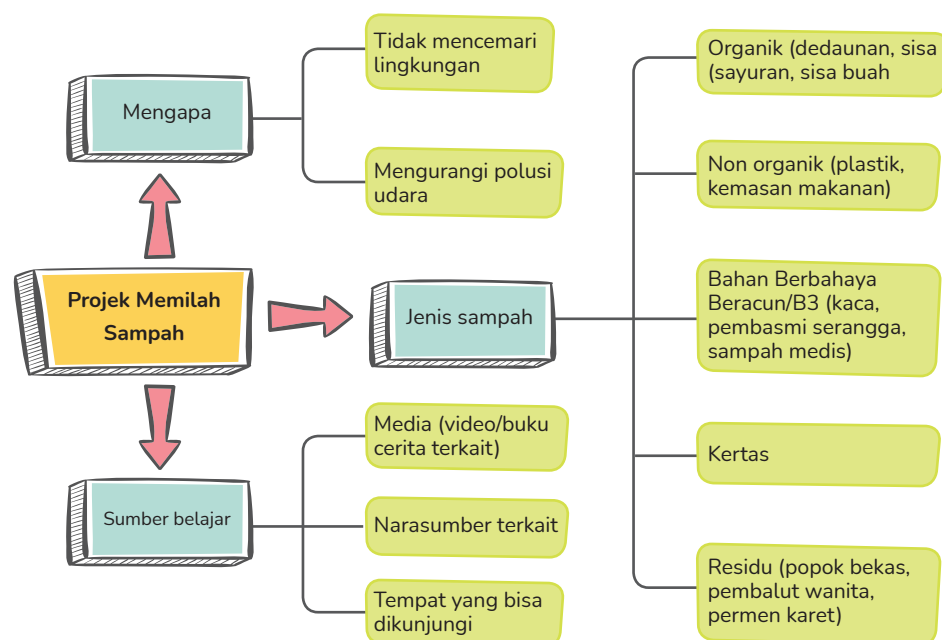 Mengapa
Tidak mencemari
lingkungan
Mengurangi polusi
udara
Projek Memilah
Sampah
Jenis sampah
Organik (dedaunan, sisa
(sayuran, sisa buah
Non organik (plastik,
kemasan makanan)
Bahan Berbahaya
Beracun/B3 (kaca,
pembasmi serangga,
sampah medis)
Kertas
Residu (popok bekas,
pembalut wanita,
permen karet)
Sumber belajar
Media (video/buku
cerita terkait)
Narasumber terkait
Tempat yang bisa
dikunjungi